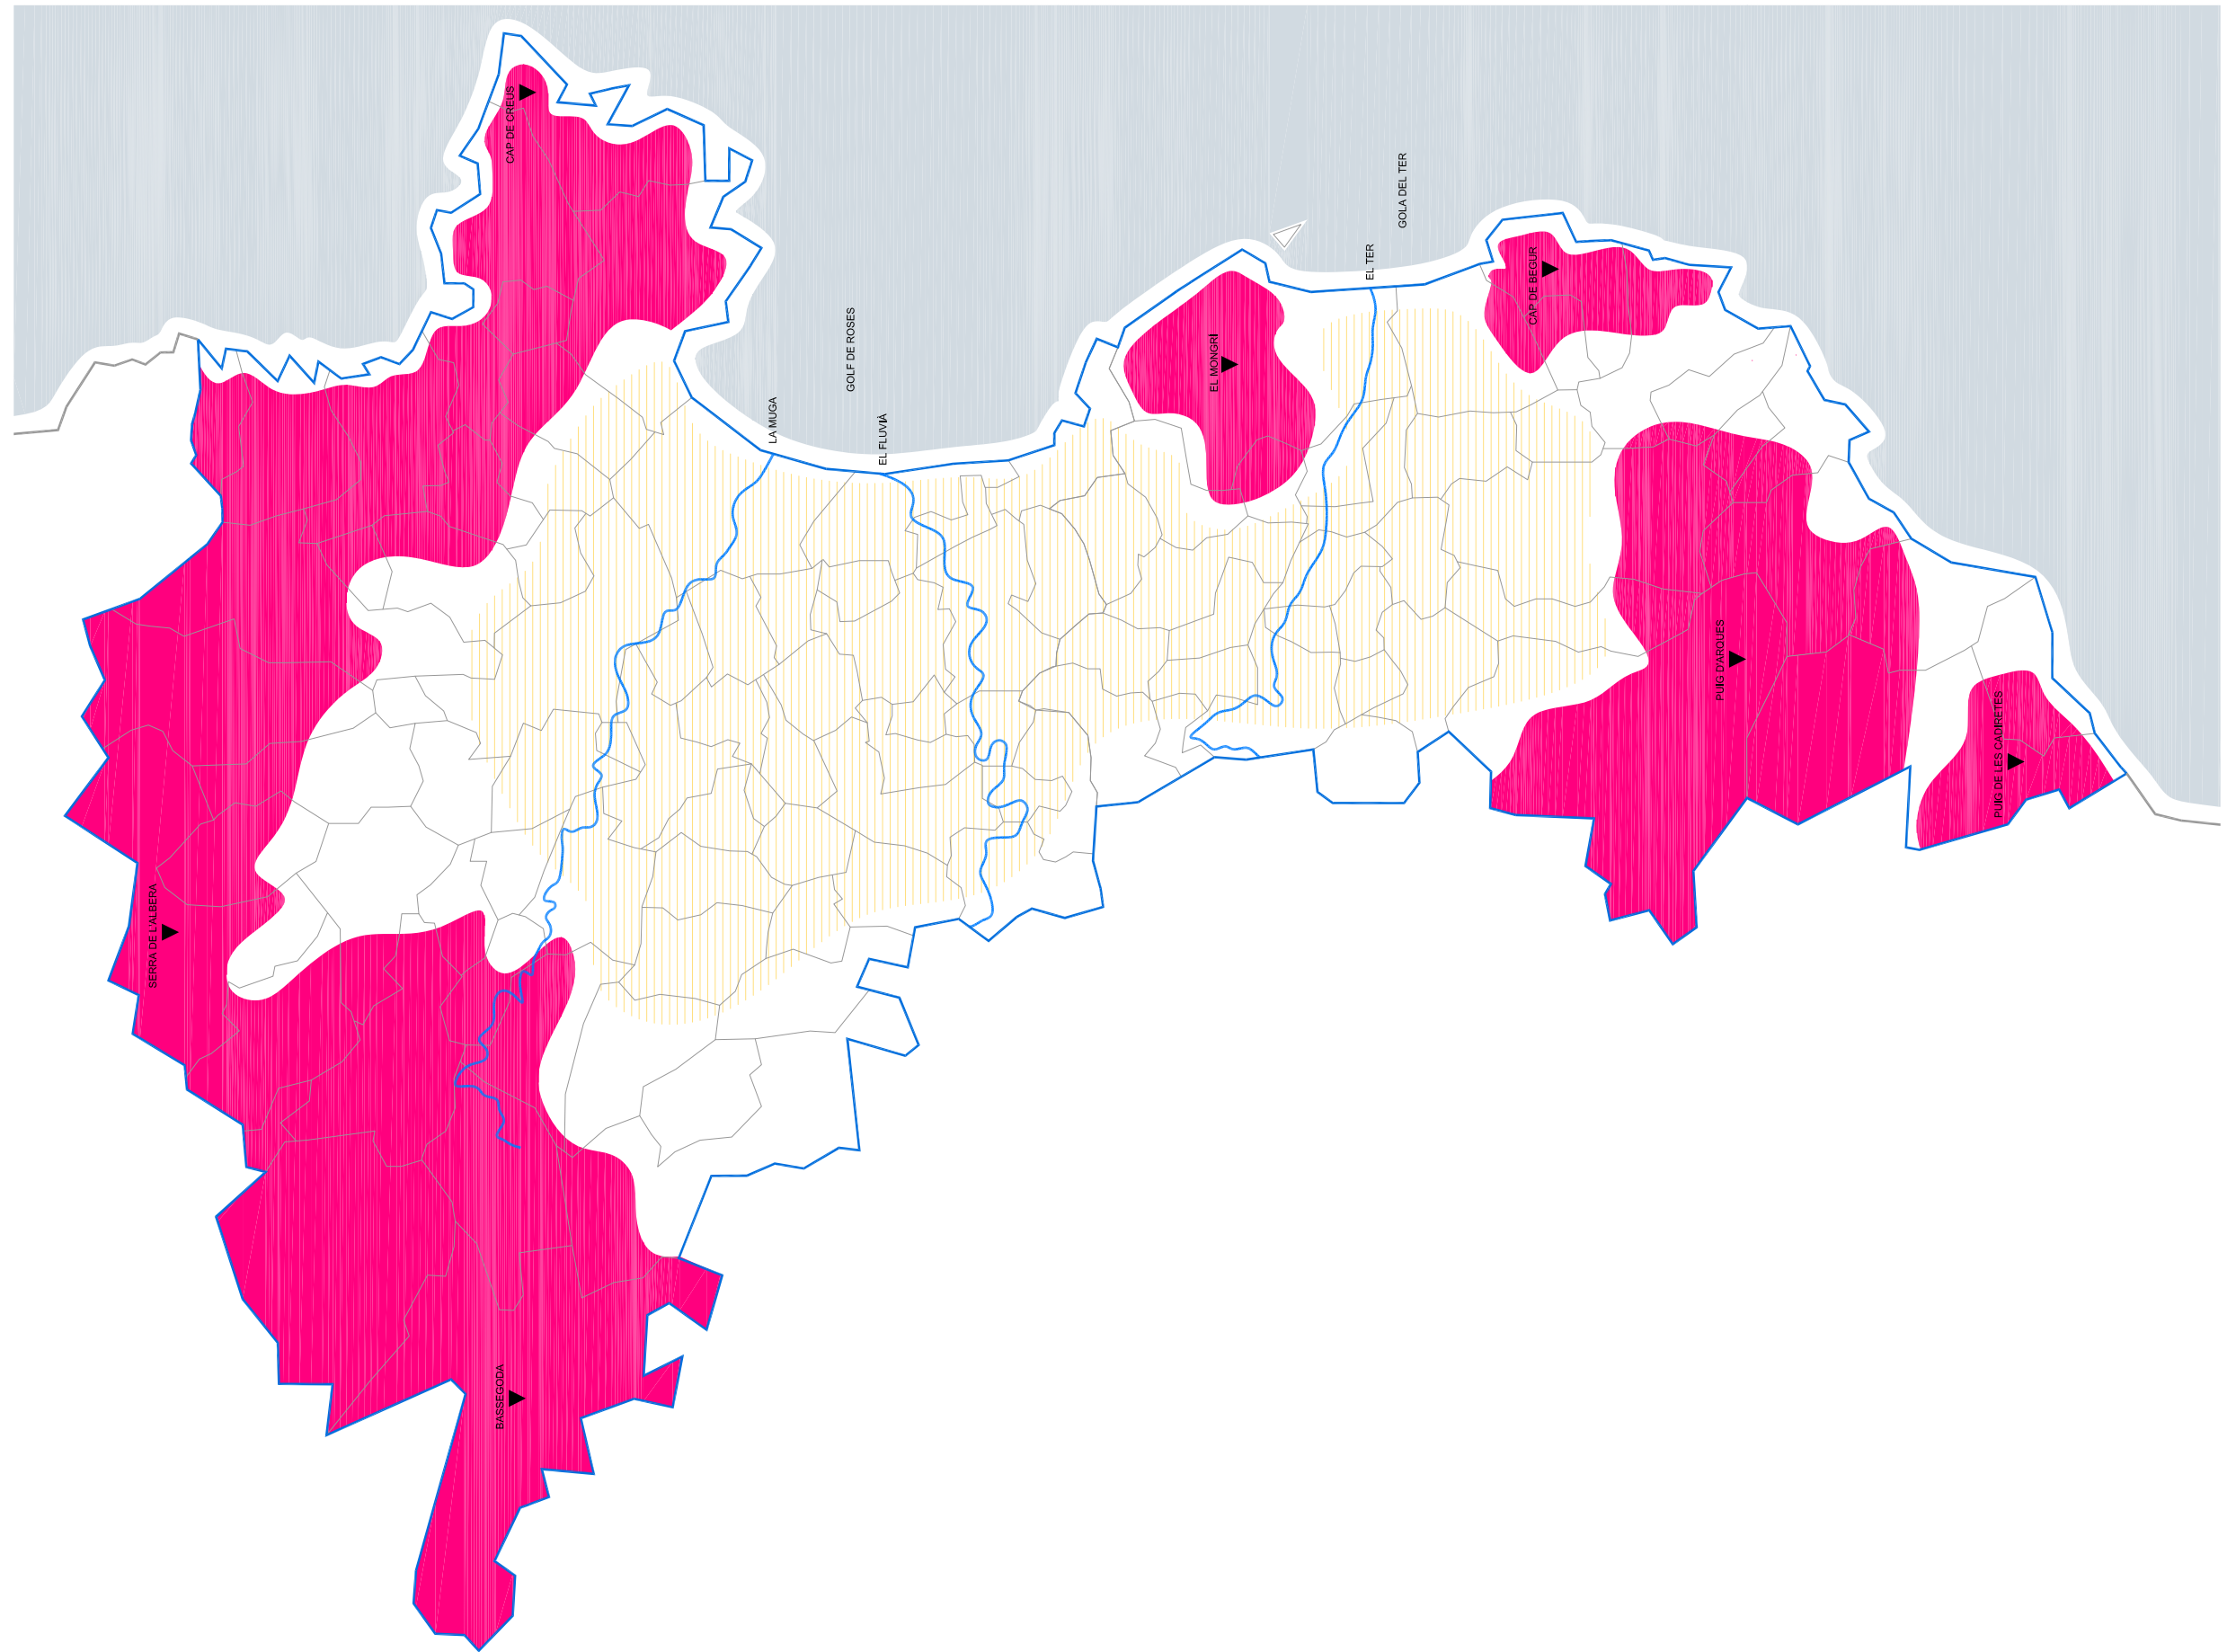 CAP DE CREUS
GOLF DE ROSES
LA MUGA
EL FLUVIÀ
EL MONGRÍ
EL TER
GOLA DEL TER
CAP DE BEGUR
SERRA DE L'ALBERA
BASSEGODA
PUIG D'ARQUES
PUIG DE LES CADIRETES